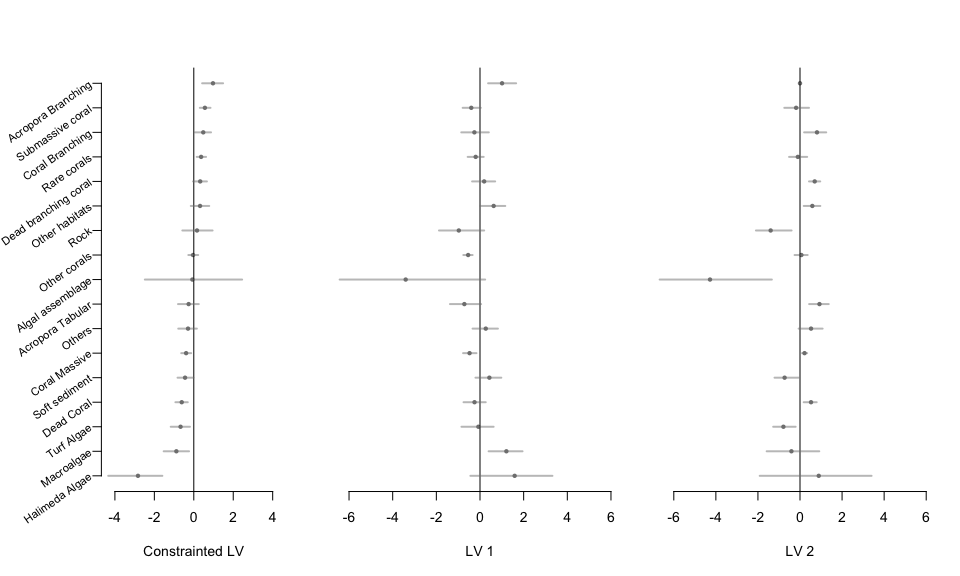 Acropora Branching
Submassive coral
Coral Branching
Rare corals
Dead branching coral
Other habitats
Rock
Other corals
Algal assemblage
Acropora Tabular
Others
Coral Massive
Soft sediment
Dead Coral
Turf Algae
Macroalgae
Halimeda Algae
-4 -2 0 2 4
Constrainted LV
-6 -4 -2 0 2 4 6
LV 1
-6 -4 -2 0 2 4 6
LV 2